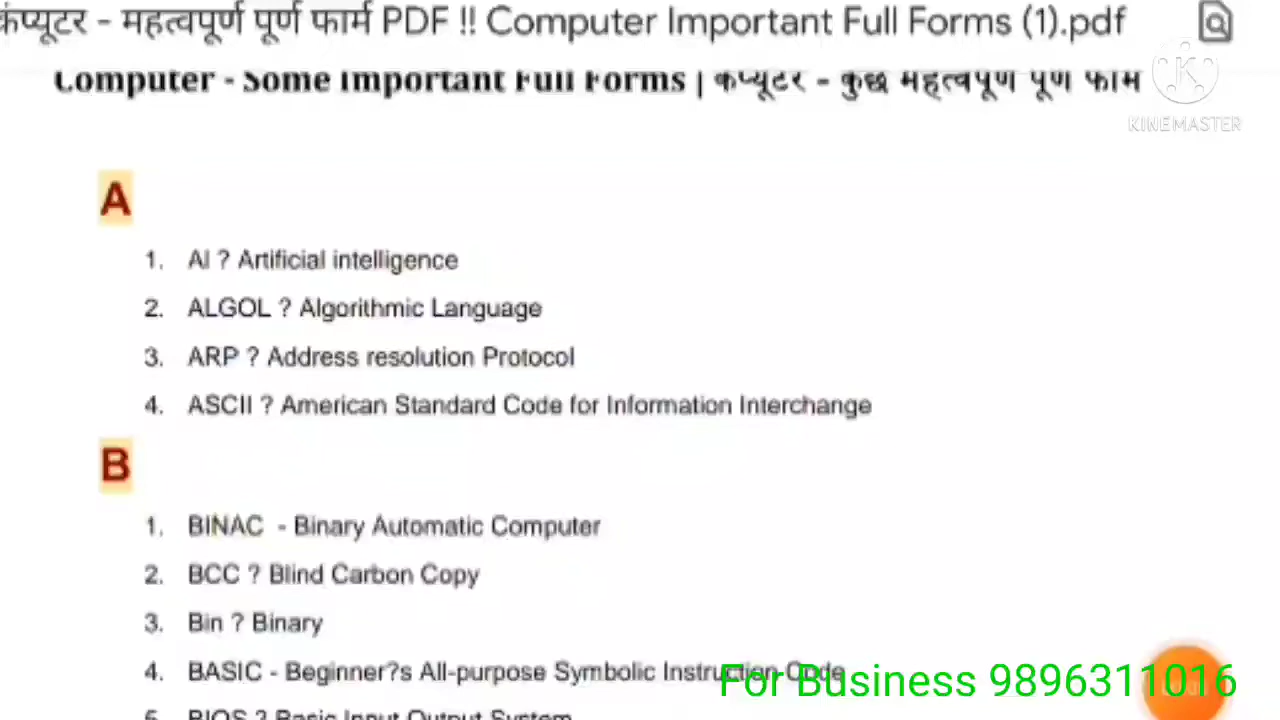 कंप्यूटर - महत्वपूर्ण पूर्ण फार्म PDF !! Computer Important Full Forms (1).pdf
Computer - Some Important Full Forms | कंप्यूटर - कुछ महत्वपूर्ण पूर्ण फार्म
KINEMASTER
A
1. AI ? Artificial intelligence
2. ALGOL ? Algorithmic Language
3. ARP ? Address resolution Protocol
4. ASCII ? American Standard Code for Information Interchange
B
1. BINAC - Binary Automatic Computer
2. BCC ? Blind Carbon Copy
3. Bin ? Binary
4. BASIC - Beginner?s All-purpose Symbolic Instruction Code
For Business 9896311016
5. BIOS ? Basic Input Output System